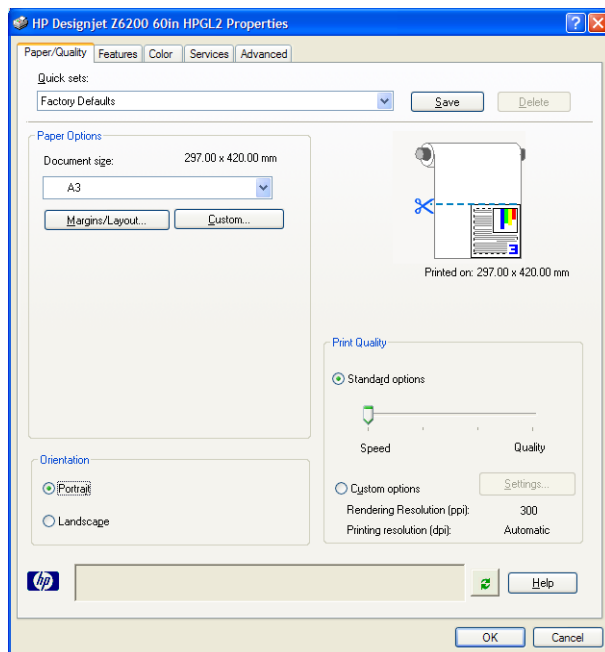 HP Designjet Z6200 60in HPGL2 Properties
Paper/Quality Features Color Services Advanced
Quick sets:
Factory Defaults Save Delete
Paper Options
Document size: 297.00 x 420.00 mm
A3
Margins/Layout... Custom...
Printed on: 297.00 x 420.00 mm
Print Quality
Standard options
Speed Quality
Custom options Settings...
Rendering Resolution (ppi): 300
Printing resolution (dpi): Automatic
Orientation
Portrait
Landscape
hp Help
OK Cancel